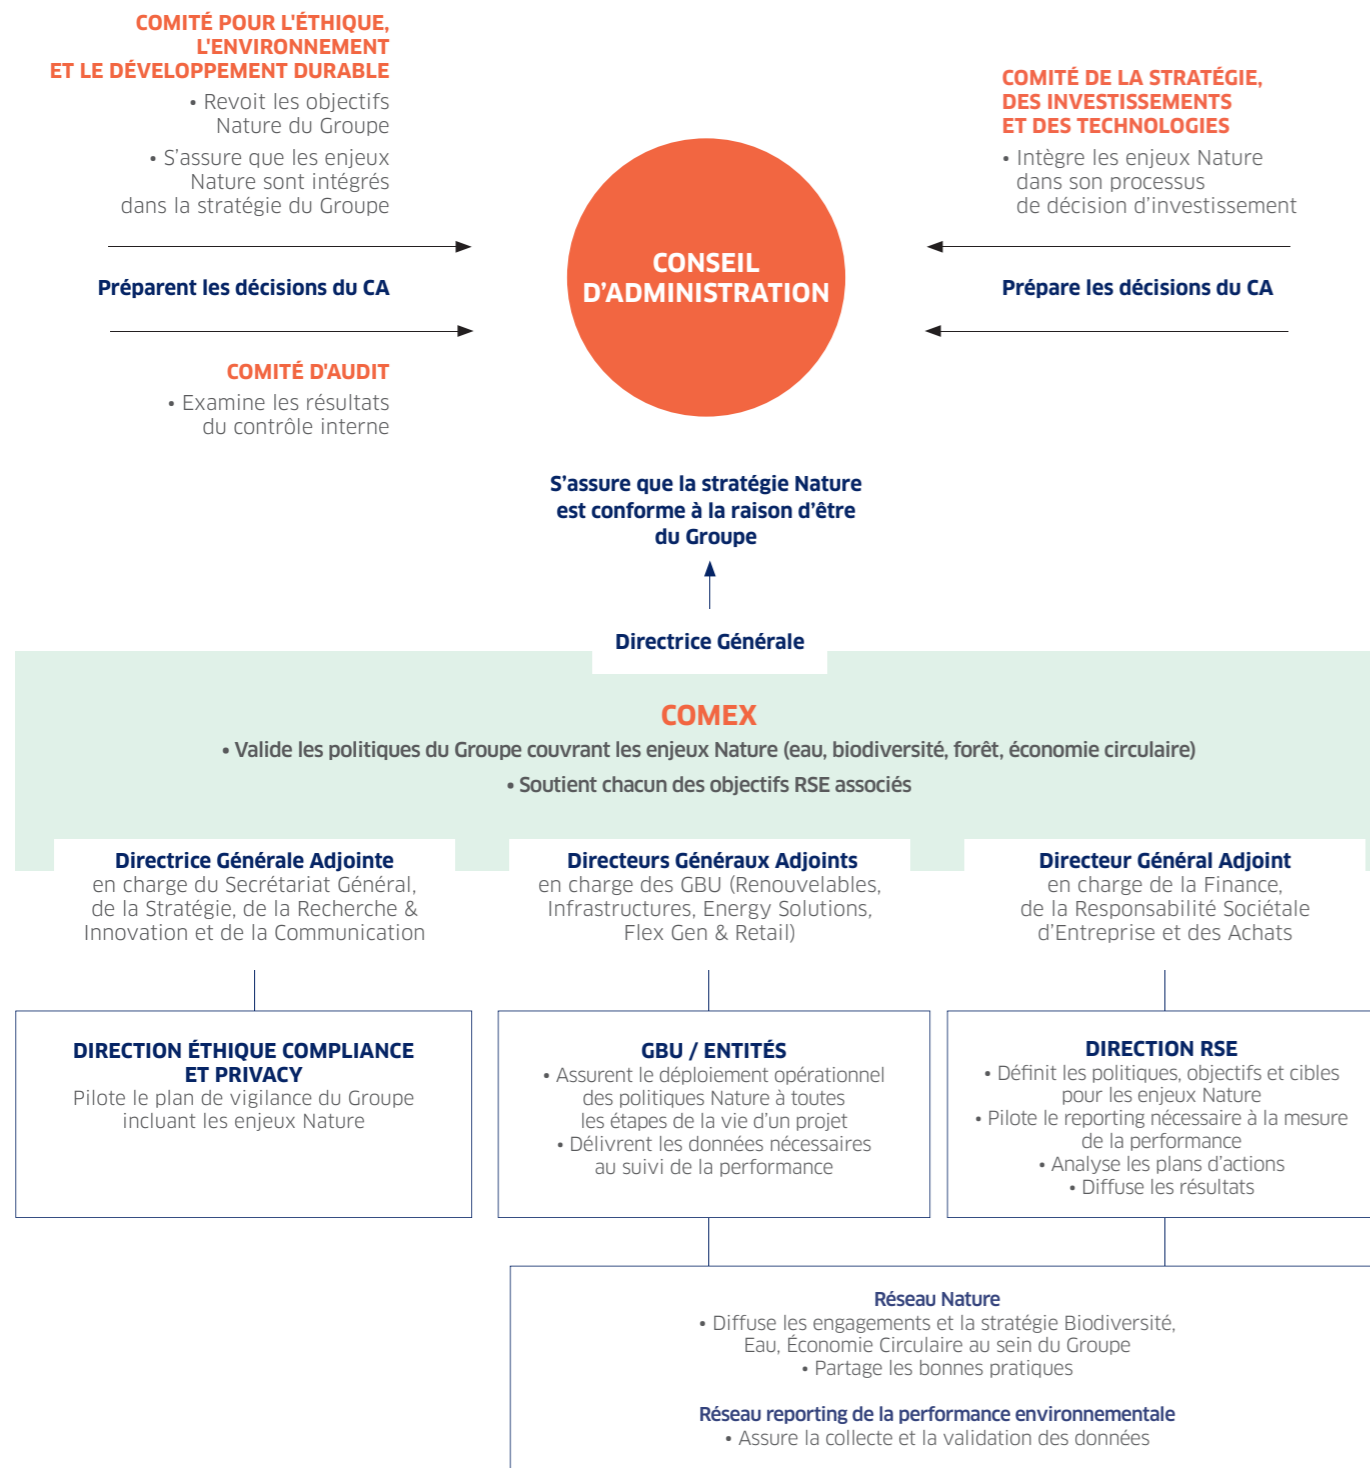 COMITÉ POUR L'ÉTHIQUE,
L'ENVIRONNEMENT
ET LE DÉVELOPPEMENT DURABLE
• Revoit les objectifs
Nature du Groupe
• S'assure que les enjeux
Nature sont intégrés
dans la stratégie du Groupe
Préparent les décisions du CA
COMITÉ D'AUDIT
• Examine les résultats
du contrôle interne
CONSEIL
D'ADMINISTRATION
COMITÉ DE LA STRATÉGIE,
DES INVESTISSEMENTS
ET DES TECHNOLOGIES
• Intègre les enjeux Nature
dans son processus
de décision d'investissement
Prépare les décisions du CA
S'assure que la stratégie Nature
est conforme à la raison d'être
du Groupe
Directrice Générale
COMEX
• Valide les politiques du Groupe couvrant les enjeux Nature (eau, biodiversité, forêt, économie circulaire)
• Soutient chacun des objectifs RSE associés
Directrice Générale Adjointe
en charge du Secrétariat Général,
de la Stratégie, de la Recherche &
Innovation et de la Communication
Directeurs Généraux Adjoints
en charge des GBU (Renouvelables,
Infrastructures, Energy Solutions,
Flex Gen & Retail)
Directeur Général Adjoint
en charge de la Finance,
de la Responsabilité Sociétale
d'Entreprise et des Achats
DIRECTION ÉTHIQUE COMPLIANCE
ET PRIVACY
Pilote le plan de vigilance du Groupe
incluant les enjeux Nature
GBU / ENTITÉS
• Assurent le déploiement opérationnel
des politiques Nature à toutes
les étapes de la vie d'un projet
• Délivrent les données nécessaires
au suivi de la performance
DIRECTION RSE
• Définit les politiques, objectifs et cibles
pour les enjeux Nature
• Pilote le reporting nécessaire à la mesure
de la performance
• Analyse les plans d'actions
• Diffuse les résultats
Réseau Nature
• Diffuse les engagements et la stratégie Biodiversité,
Eau, Économie Circulaire au sein du Groupe
• Partage les bonnes pratiques
Réseau reporting de la performance environnementale
• Assure la collecte et la validation des données